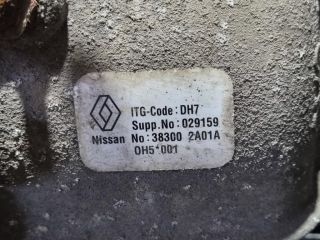 ITG-Code: DH7
Supp.No: 029159
Nissan No: 38300 2A01A
OH5*001